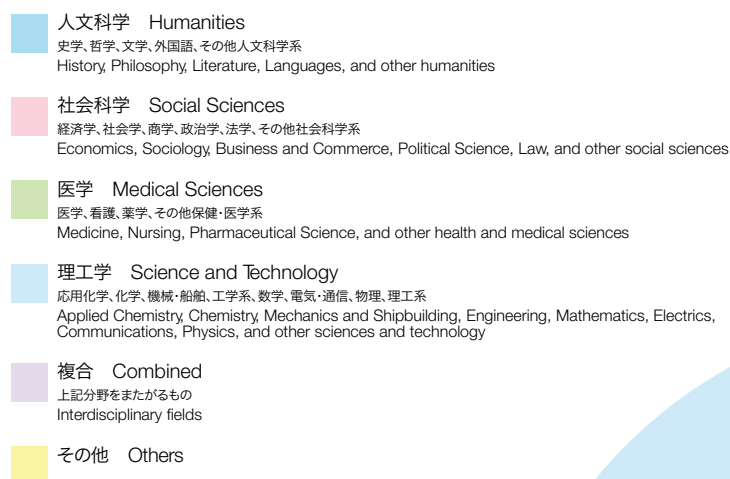 人文科学　Humanities
史学、哲学、文学、外国語、その他人文科学系
History, Philosophy, Literature, Languages, and other humanities
社会科学　Social Sciences
経済学、社会学、商学、政治学、法学、その他社会科学系
Economics, Sociology, Business and Commerce, Political Science, Law, and other social sciences
医学　Medical Sciences
医学、看護、薬学、その他保健・医学系
Medicine, Nursing, Pharmaceutical Science, and other health and medical sciences
理工学　Science and Technology
応用化学、化学、機械・船舶、工学系、数学、電気・通信、物理、理工系
Applied Chemistry, Chemistry, Mechanics and Shipbuilding, Engineering, Mathematics, Electrics,
Communications, Physics, and other sciences and technology
複合　Combined
上記分野をまたがるもの
Interdisciplinary fields
その他　Others